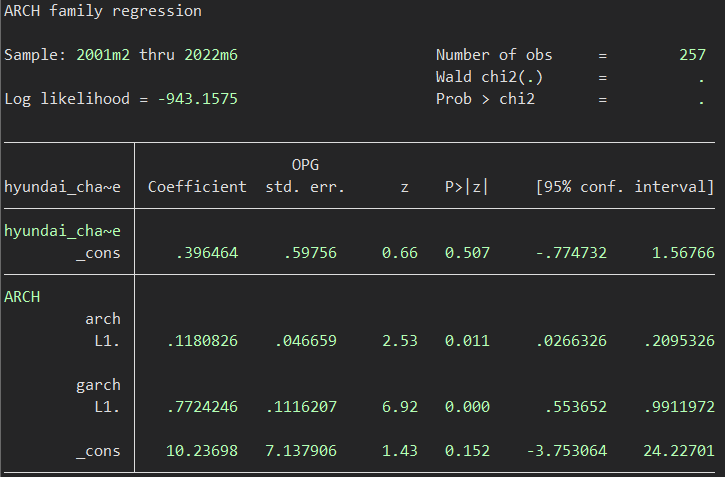 ARCH family regression
Sample: 2001m2 thru 2022m6 Number of obs = 257
Wald chi2(.) = .
Log likelihood = -943.1575 Prob > chi2 = .
OPG
hyundai_cha~e Coefficient std. err. z P>|z| [95% conf. interval]
hyundai_cha~e
_cons .396464 .59756 0.66 0.507 -.774732 1.56766
ARCH
arch
L1. .1180826 .046659 2.53 0.011 .0266326 .2095326
garch
L1. .7724246 .1116207 6.92 0.000 .553652 .9911972
_cons 10.23698 7.137906 1.43 0.152 -3.753064 24.22701